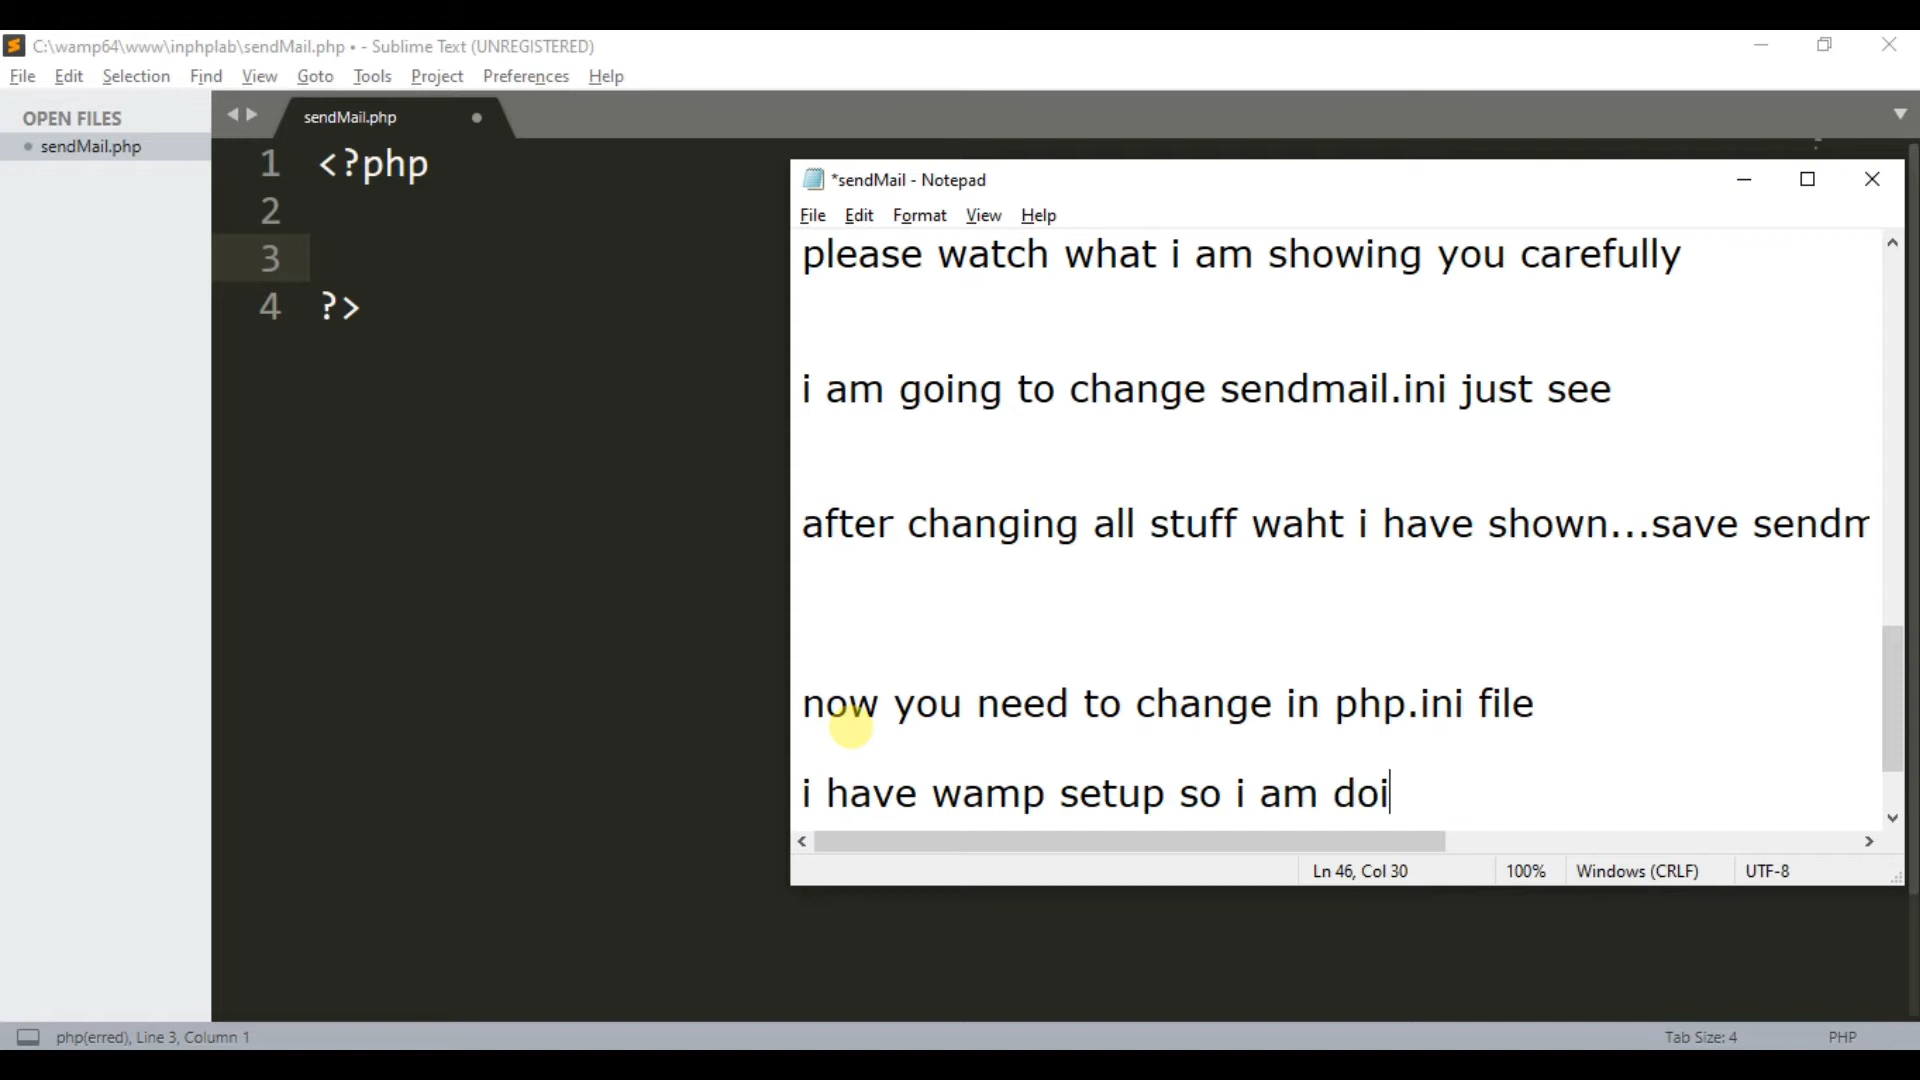 C:\wamp64\www\inphplab\sendMail.php • - Sublime Text (UNREGISTERED)
File Edit Selection Find View Goto Tools Project Preferences Help
OPEN FILES
sendMail.php
sendMail.php
1 <?php
2
3
4 ?>
*sendMail - Notepad
File Edit Format View Help
please watch what i am showing you carefully
i am going to change sendmail.ini just see
after changing all stuff waht i have shown...save sendm
now you need to change in php.ini file
i have wamp setup so i am doi
Ln 46, Col 30 100% Windows (CRLF) UTF-8
php(erred), Line 3, Column 1 Tab Size: 4 PHP